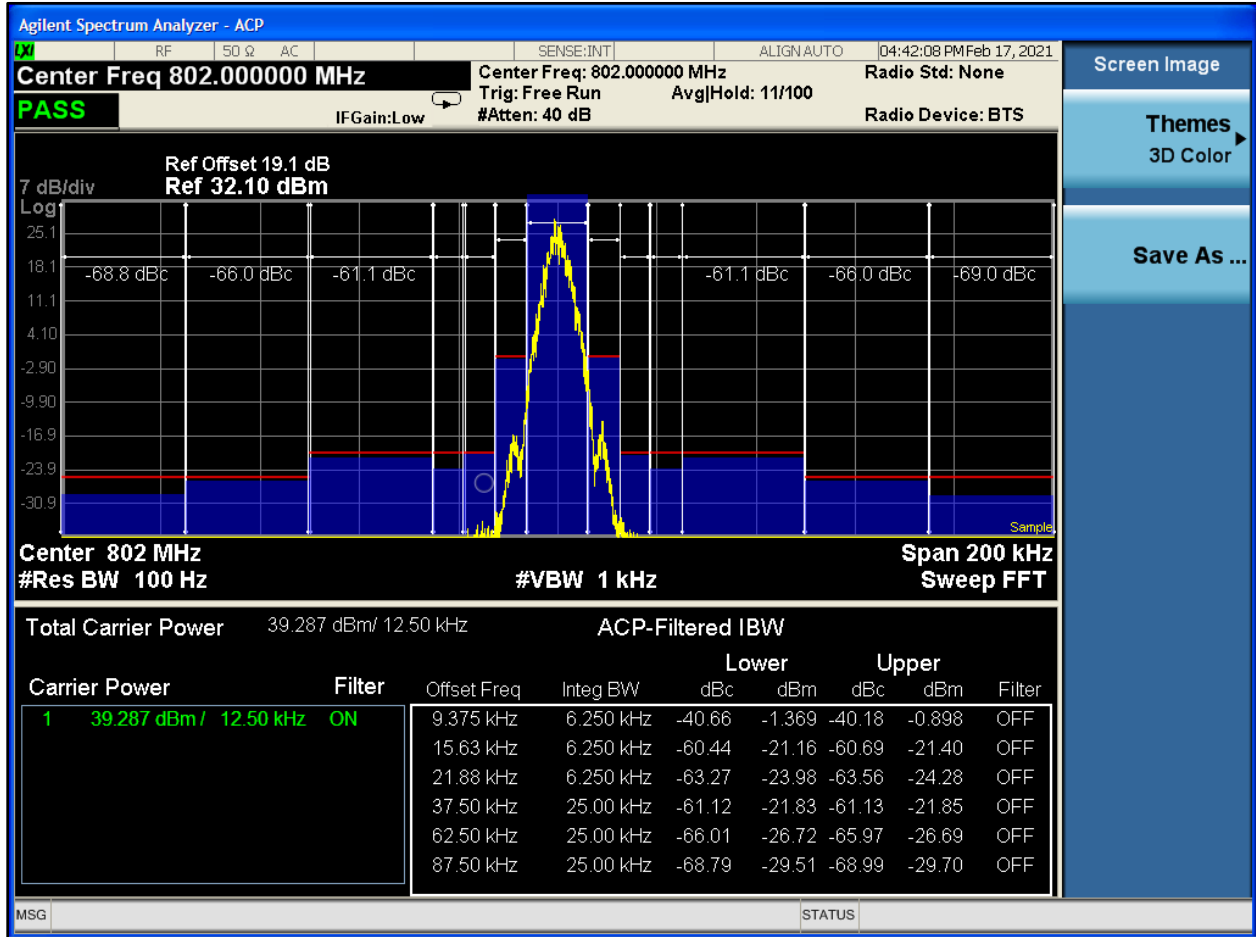 Agilent Spectrum Analyzer - ACP
LXI RF 50 Ω AC SENSE:INT ALIGNAUTO 04:42:08 PM Feb 17, 2021
Center Freq 802.000000 MHz
Center Freq: 802.000000 MHz Radio Std: None
Trig: Free Run Avg|Hold: 11/100
PASS IFGain:Low #Atten: 40 dB Radio Device: BTS
Screen Image
Themes
3D Color
Save As ...
Ref Offset 19.1 dB
7 dB/div Ref 32.10 dBm
Log
25.1
18.1
11.1
4.10
-2.90
-9.90
-16.9
-23.9
-30.9
-68.8 dBc -66.0 dBc -61.1 dBc -61.1 dBc -66.0 dBc -69.0 dBc
Sample
Center 802 MHz Span 200 kHz
#Res BW 100 Hz #VBW 1 kHz Sweep FFT
Total Carrier Power 39.287 dBm/ 12.50 kHz ACP-Filtered IBW
Lower Upper
Carrier Power Filter Offset Freq Integ BW dBc dBm dBc dBm Filter
1 39.287 dBm / 12.50 kHz ON 9.375 kHz 6.250 kHz -40.66 -1.369 -40.18 -0.898 OFF
15.63 kHz 6.250 kHz -60.44 -21.16 -60.69 -21.40 OFF
21.88 kHz 6.250 kHz -63.27 -23.98 -63.56 -24.28 OFF
37.50 kHz 25.00 kHz -61.12 -21.83 -61.13 -21.85 OFF
62.50 kHz 25.00 kHz -66.01 -26.72 -65.97 -26.69 OFF
87.50 kHz 25.00 kHz -68.79 -29.51 -68.99 -29.70 OFF
MSG STATUS